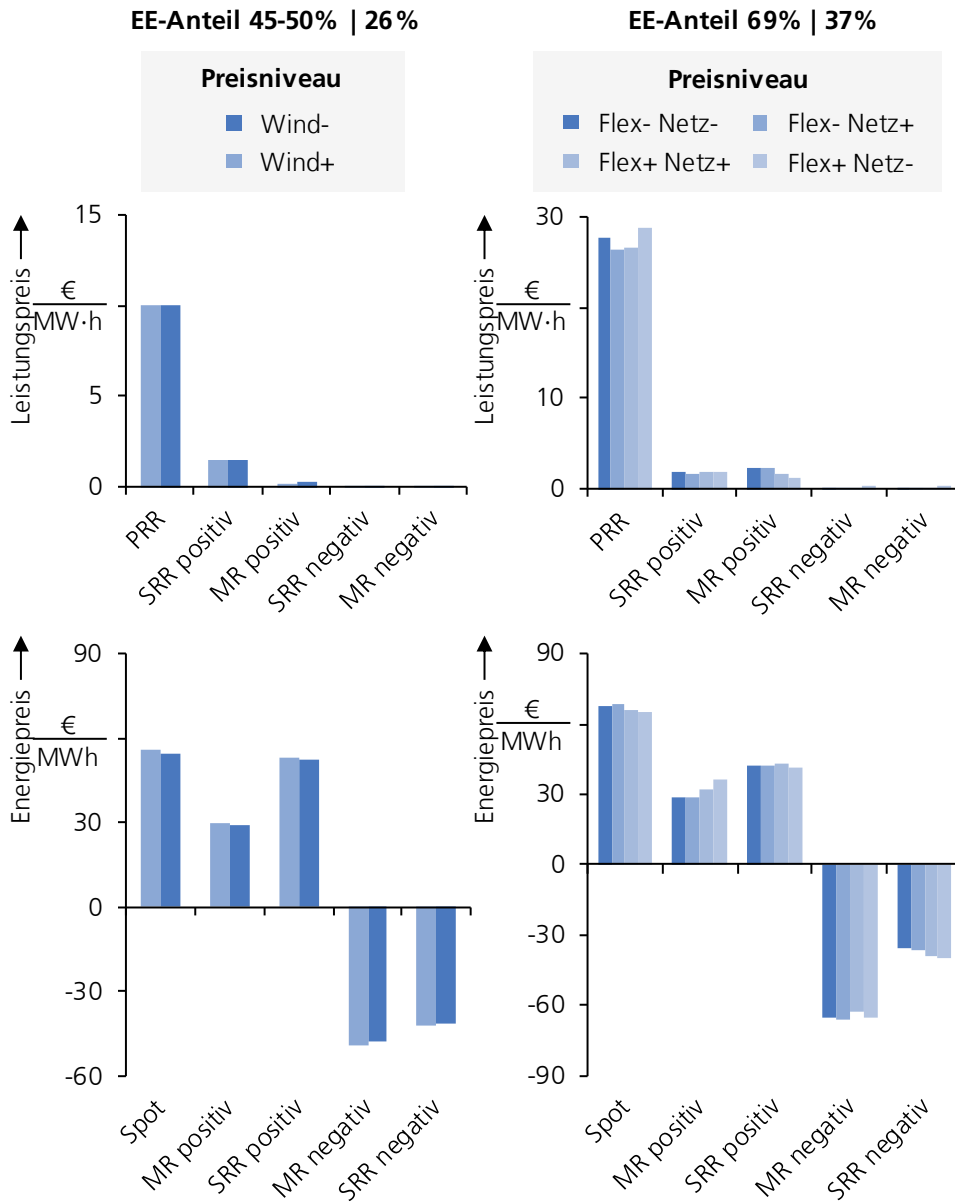 EE-Anteil 45-50% | 26%
Preisniveau
Wind-
Wind+
Leistungspreis
€
MW·h
15
5
0
PRR
SRR positiv
MR positiv
SRR negativ
MR negativ
Energiepreis
€
MWh
90
30
0
-30
-60
Spot
MR positiv
SRR positiv
MR negativ
SRR negativ
EE-Anteil 69% | 37%
Preisniveau
Flex- Netz-
Flex- Netz+
Flex+ Netz+
Flex+ Netz-
Leistungspreis
€
MW·h
30
10
0
PRR
SRR positiv
MR positiv
SRR negativ
MR negativ
Energiepreis
€
MWh
90
30
0
-30
-60
-90
Spot
MR positiv
SRR positiv
MR negativ
SRR negativ